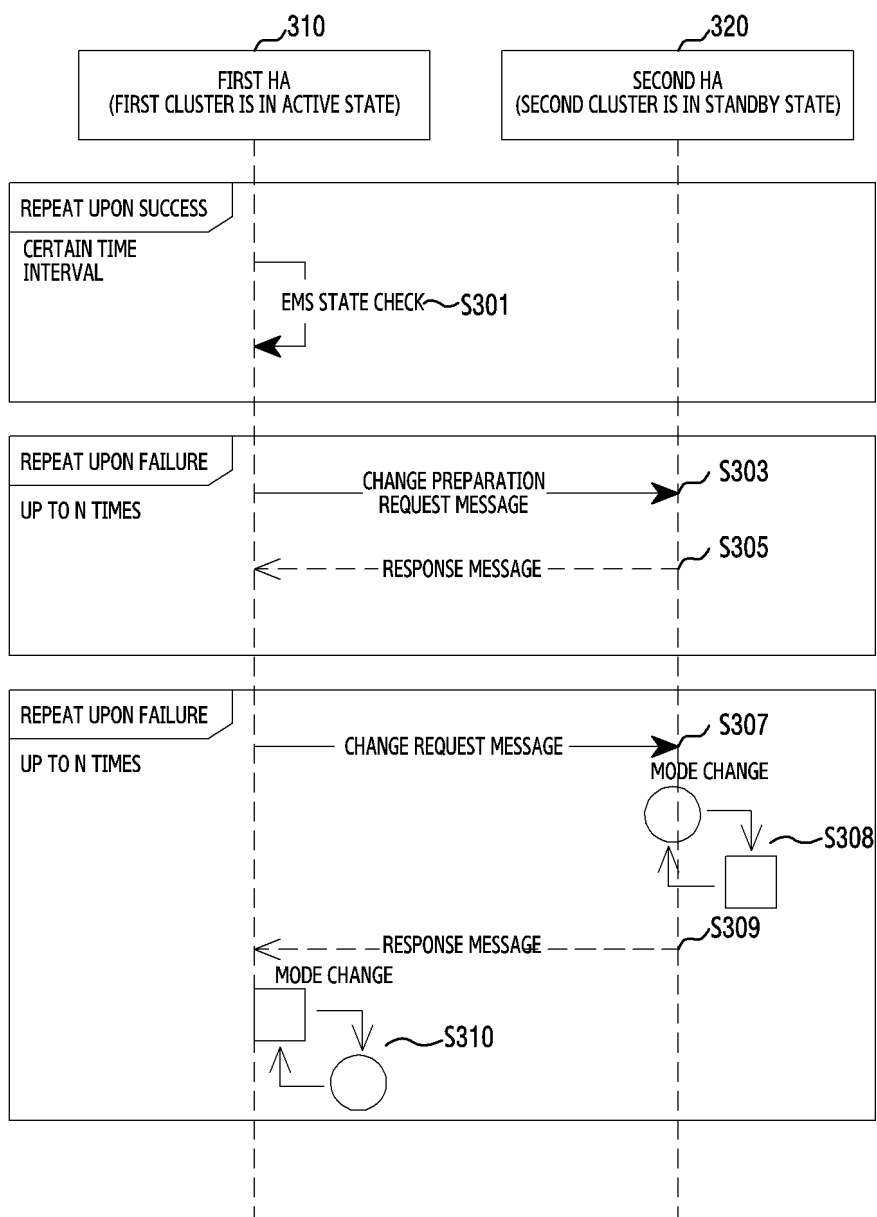 310
320
FIRST HA
(FIRST CLUSTER IS IN ACTIVE STATE)
SECOND HA
(SECOND CLUSTER IS IN STANDBY STATE)
REPEAT UPON SUCCESS
CERTAIN TIME
INTERVAL
EMS STATE CHECK
S301
REPEAT UPON FAILURE
UP TO N TIMES
CHANGE PREPARATION
REQUEST MESSAGE
S303
S305
RESPONSE MESSAGE
REPEAT UPON FAILURE
UP TO N TIMES
CHANGE REQUEST MESSAGE
S307
MODE CHANGE
S308
S309
RESPONSE MESSAGE
MODE CHANGE
S310